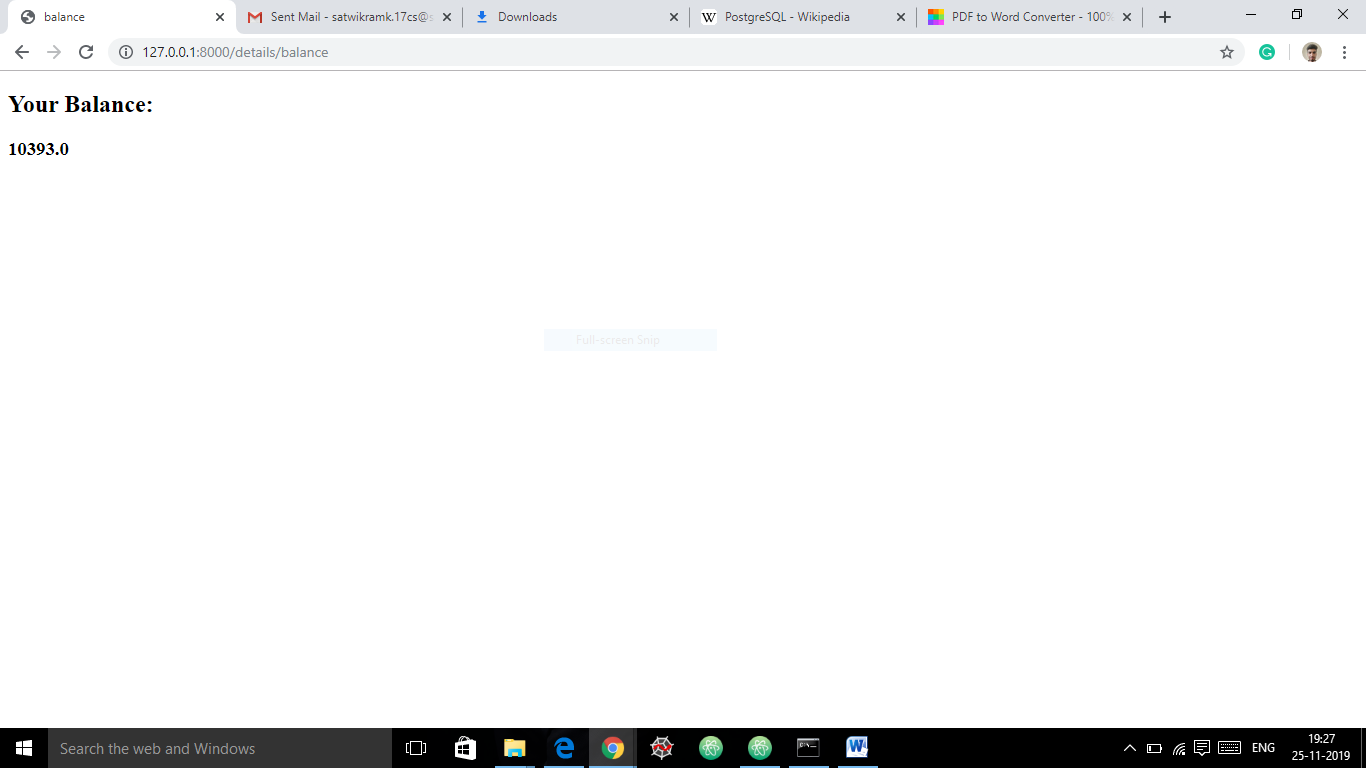 balance
Sent Mail - satwikramk.17cs@s
Downloads
W PostgreSQL - Wikipedia
PDF to Word Converter - 100%
127.0.0.1:8000/details/balance
Your Balance:
10393.0
Full-screen Snip
Search the web and Windows
ENG
19:27
25-11-2019